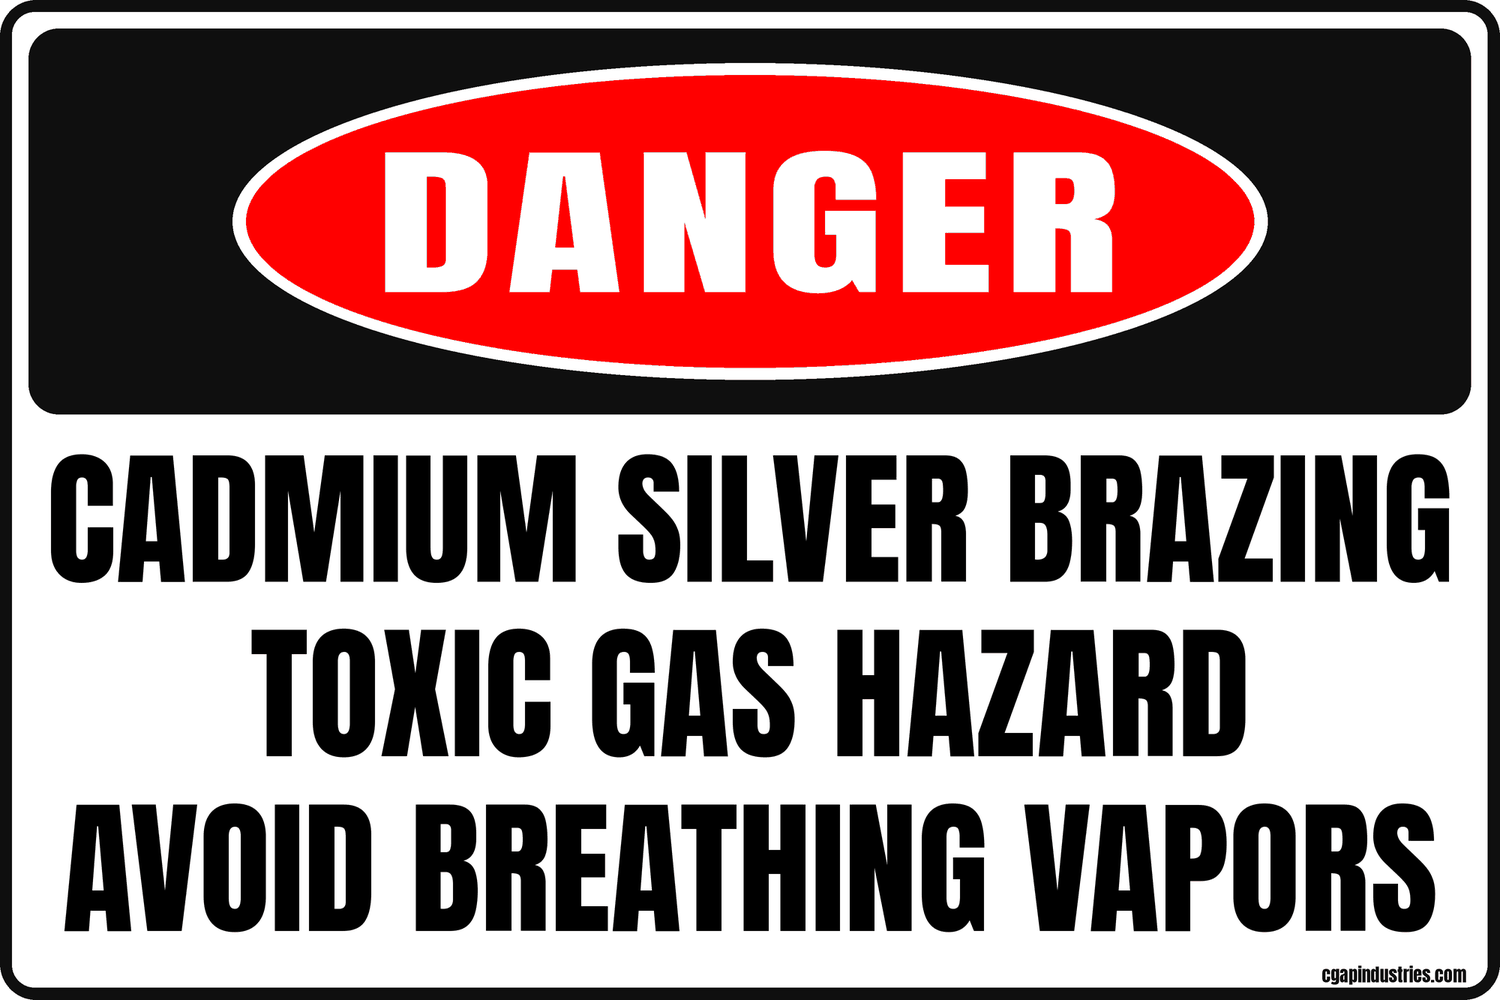 DANGER
CADMIUM SILVER BRAZING
TOXIC GAS HAZARD
AVOID BREATHING VAPORS
cgapindustries.com